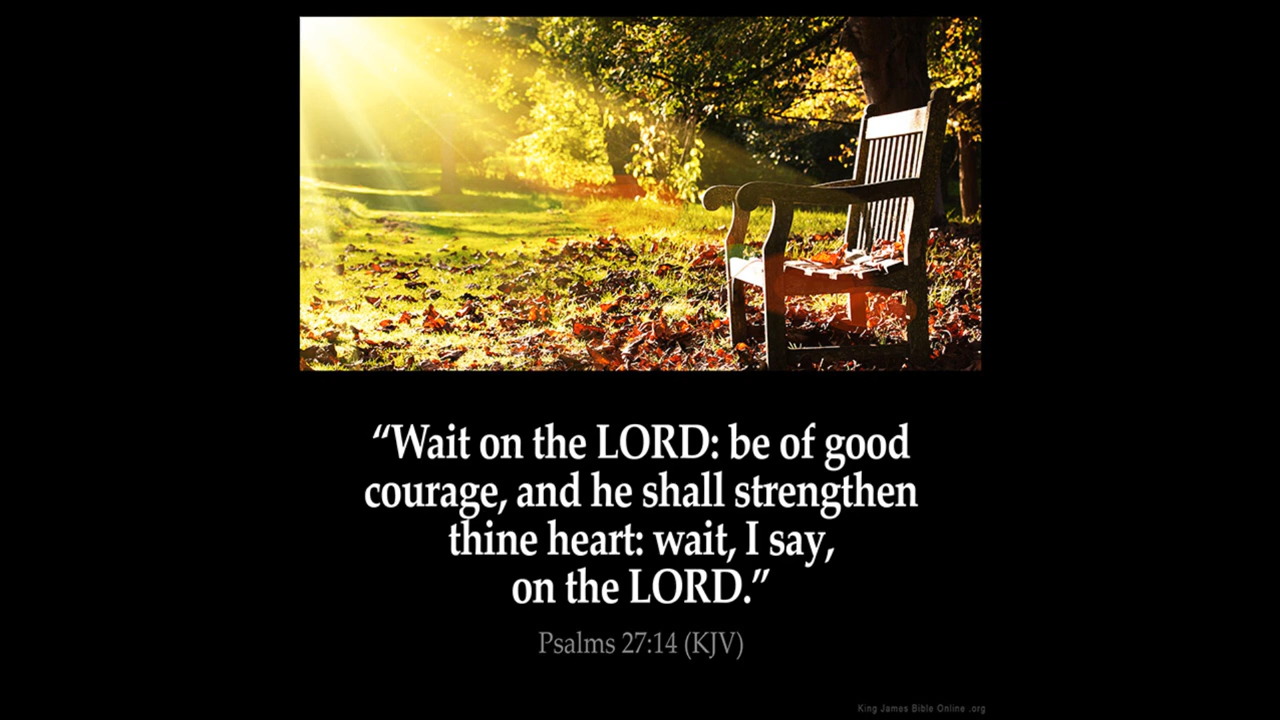 “Wait on the LORD: be of good
courage, and he shall strengthen
thine heart: wait, I say,
on the LORD.”
Psalms 27:14 (KJV)
King James Bible Online .org